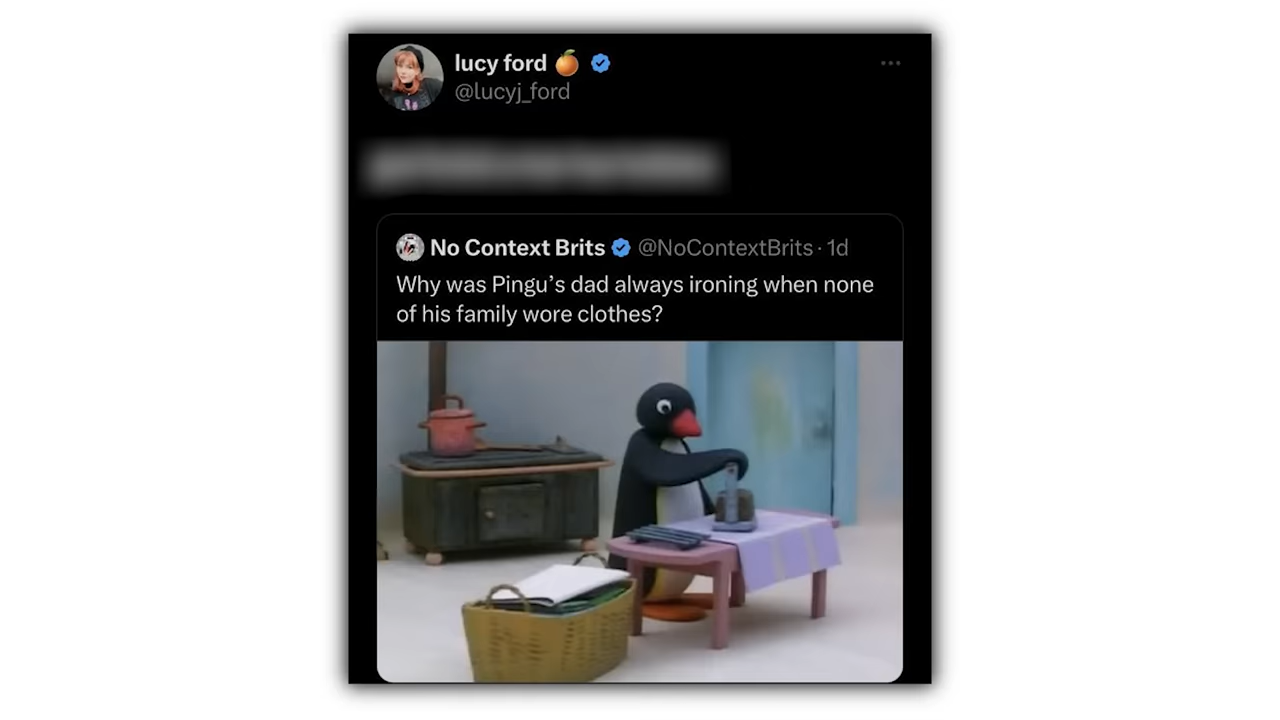 lucy ford 🍊
@lucyj_ford
No Context Brits @NoContextBrits · 1d
Why was Pingu’s dad always ironing when none
of his family wore clothes?